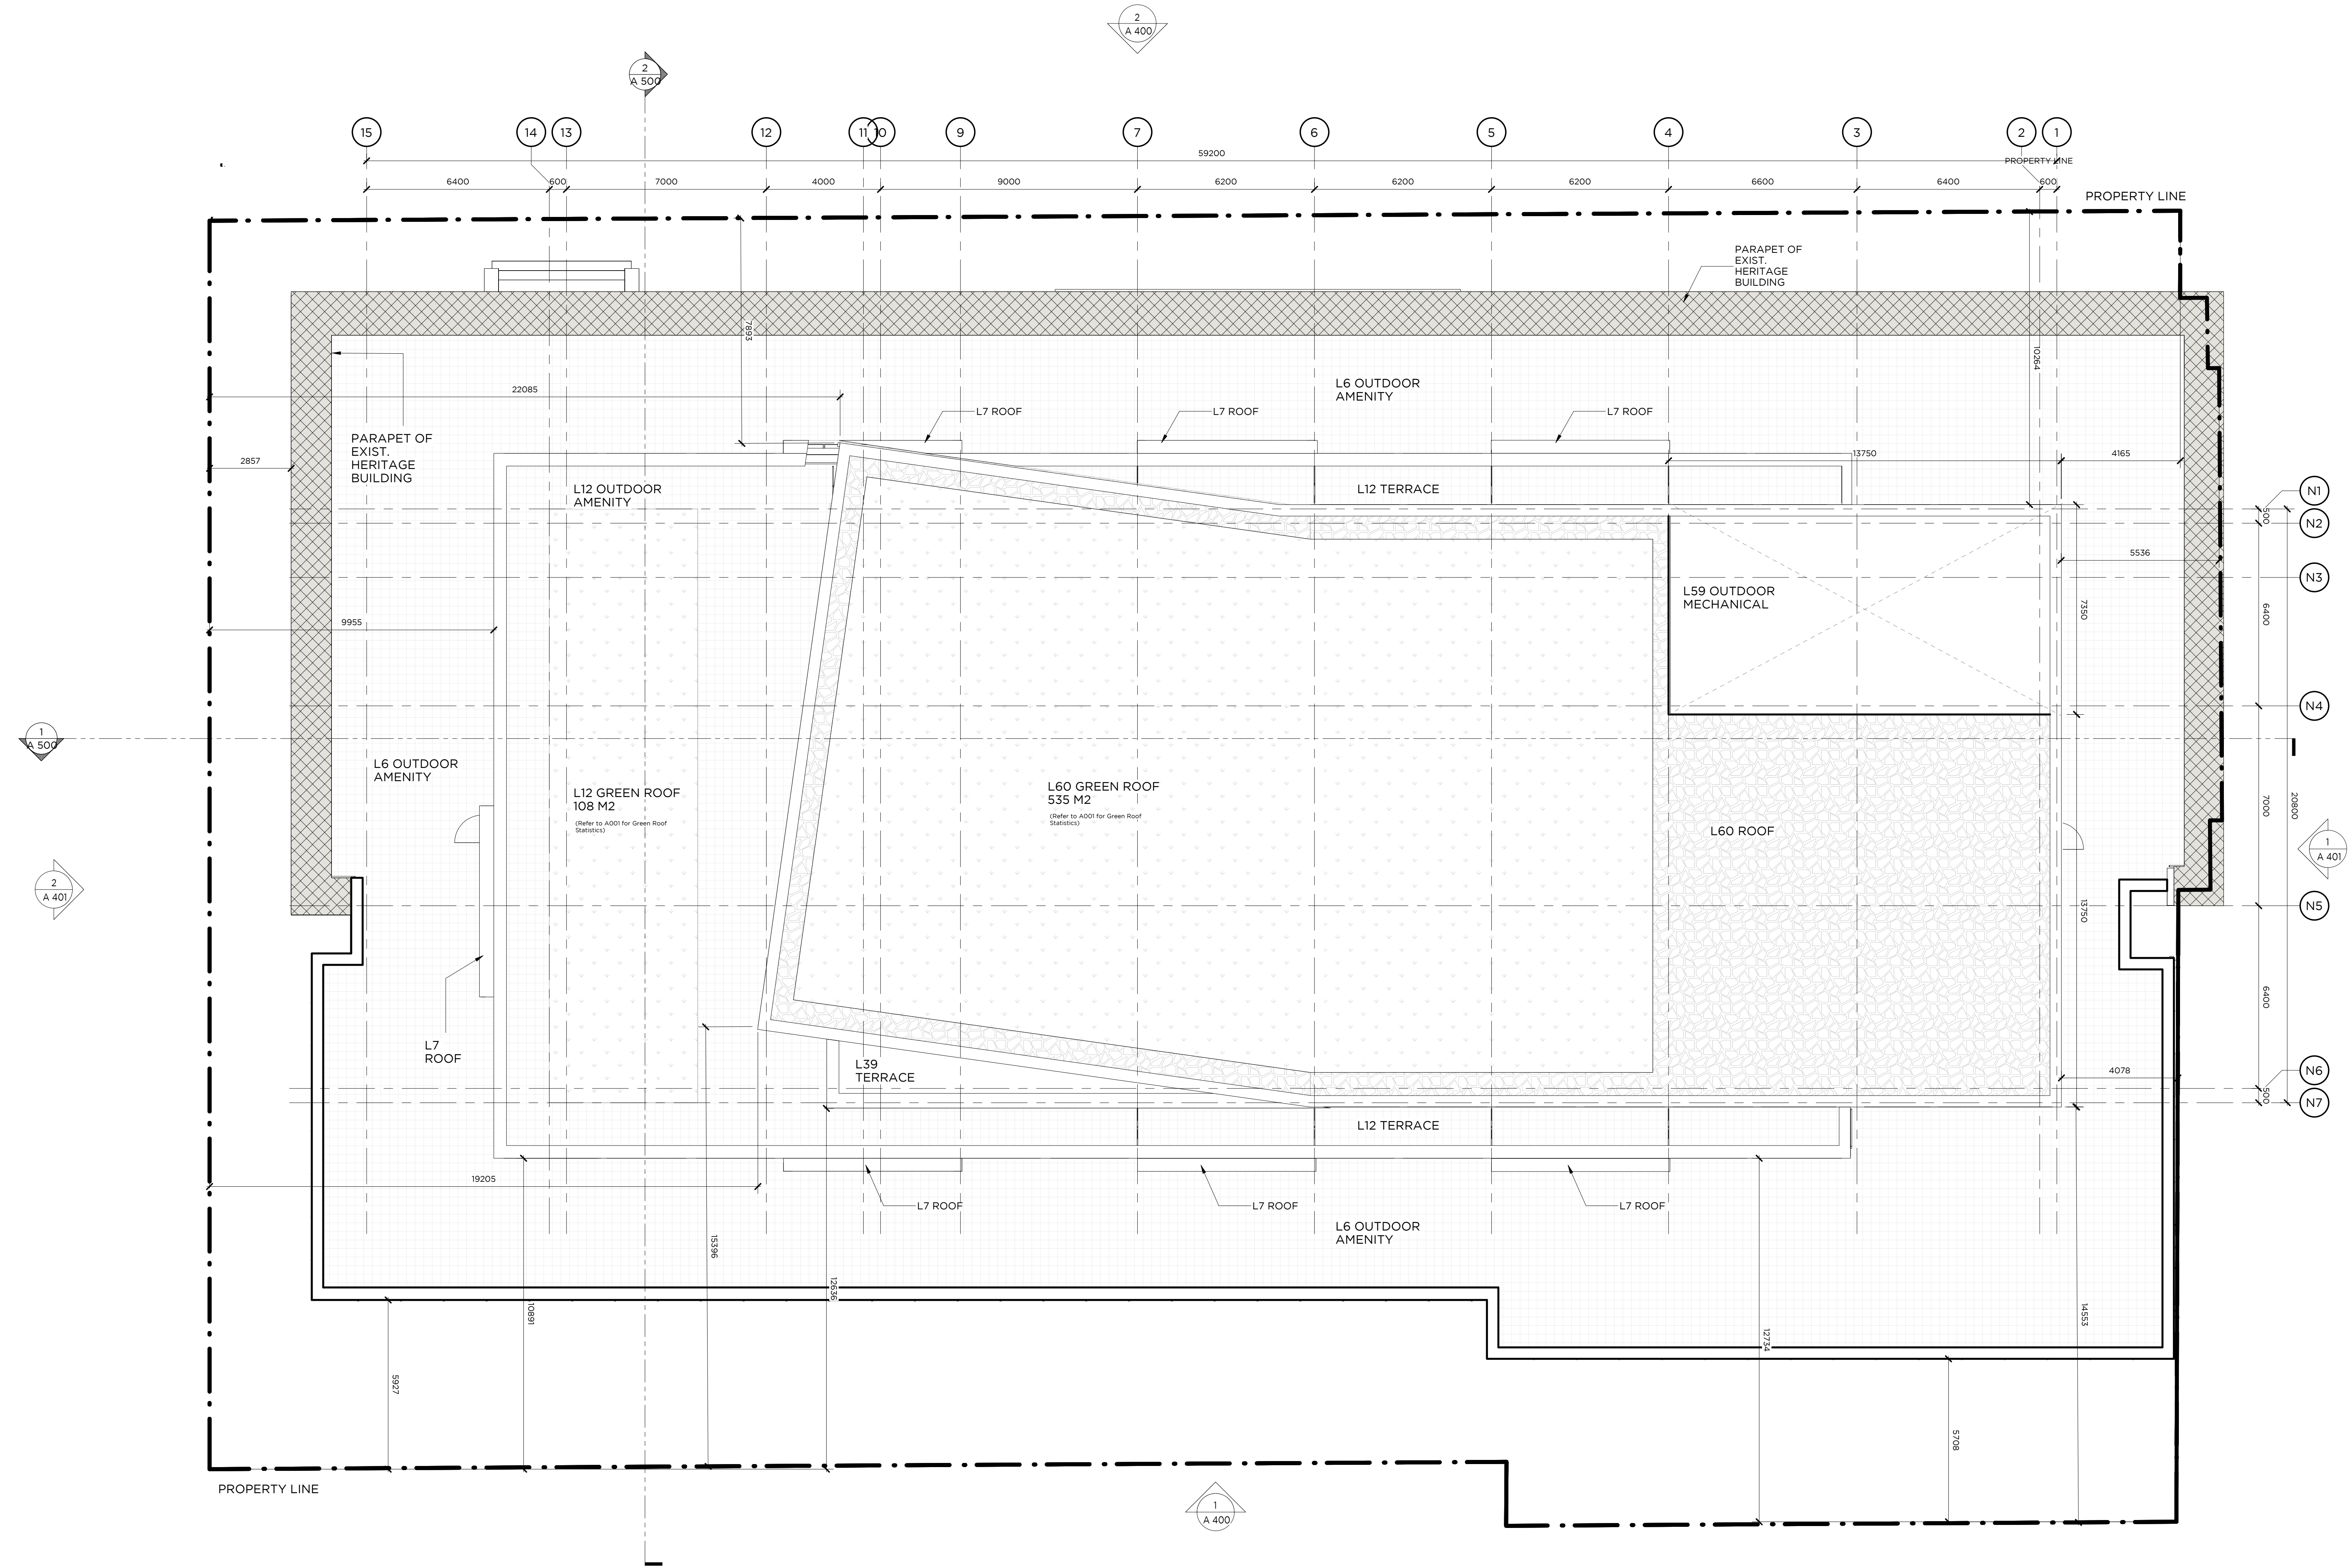 2
A 400
2
A 500
15
14
13
12
11
10
9
7
6
5
4
3
2
1
59200
PROPERTY LINE
6400
600
7000
4000
9000
6200
6200
6200
6600
6400
600
PROPERTY LINE
PARAPET OF
EXIST.
HERITAGE
BUILDING
7893
10264
22085
L6 OUTDOOR
AMENITY
L7 ROOF
L7 ROOF
L7 ROOF
PARAPET OF
EXIST.
HERITAGE
BUILDING
2857
13750
4165
L12 OUTDOOR
AMENITY
L12 TERRACE
N1
500
N2
5536
N3
L59 OUTDOOR
MECHANICAL
7350
6400
9955
N4
1
A 500
L6 OUTDOOR
AMENITY
L12 GREEN ROOF
108 M2
(Refer to A001 for Green Roof
Statistics)
L60 GREEN ROOF
535 M2
(Refer to A001 for Green Roof
Statistics)
L60 ROOF
7000
20800
1
A 401
2
A 401
13750
N5
6400
L7
ROOF
L39
TERRACE
4078
N6
500
N7
L12 TERRACE
19205
L7 ROOF
L7 ROOF
L7 ROOF
L6 OUTDOOR
AMENITY
15396
12636
10891
14553
12734
5927
5708
PROPERTY LINE
1
A 400